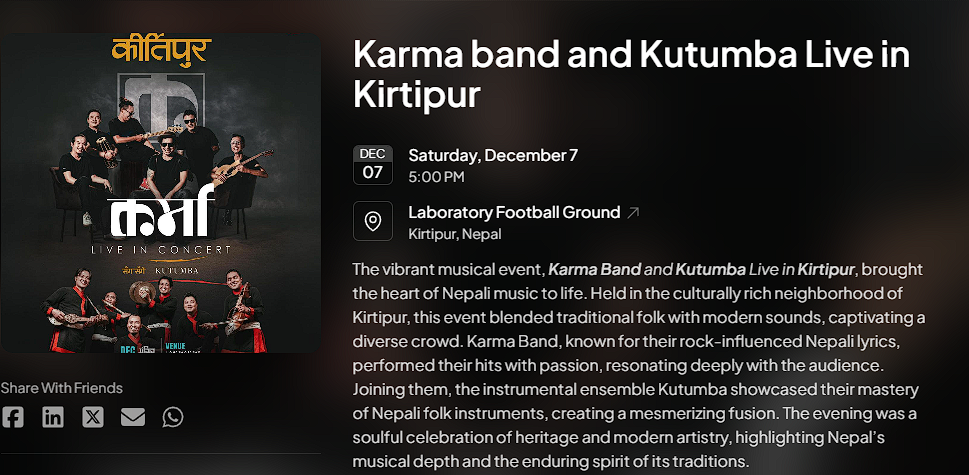 कीर्तिपुर
क
कर्मा
LIVE IN CONCERT
सँग सँगै KUTUMBA
DEC
VENUE
Share With Friends
Karma band and Kutumba Live in
Kirtipur
DEC
07
Saturday, December 7
5:00 PM
Laboratory Football Ground
Kirtipur, Nepal
The vibrant musical event, Karma Band and Kutumba Live in Kirtipur, brought
the heart of Nepali music to life. Held in the culturally rich neighborhood of
Kirtipur, this event blended traditional folk with modern sounds, captivating a
diverse crowd. Karma Band, known for their rock-influenced Nepali lyrics,
performed their hits with passion, resonating deeply with the audience.
Joining them, the instrumental ensemble Kutumba showcased their mastery
of Nepali folk instruments, creating a mesmerizing fusion. The evening was a
soulful celebration of heritage and modern artistry, highlighting Nepal’s
musical depth and the enduring spirit of its traditions.